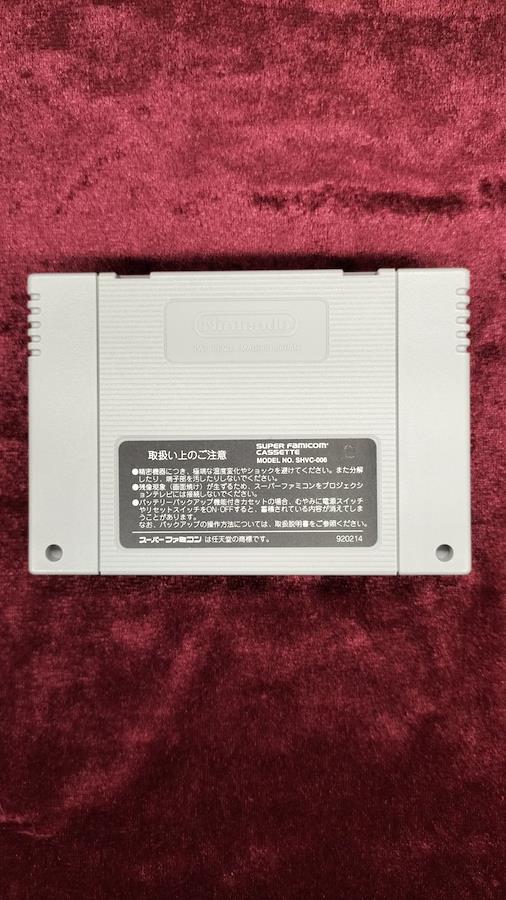 Nintendo
取扱い上のご注意
SUPER FAMICOM
CASSETTE
MODEL NO. SHVC-006
●精密機器につき、極端な温度変化やショックを避けてください。また分解
したり、端子部を汚したりしないでください。
●残像現象（画面焼け）が生ずるため、スーパーファミコンをプロジェクシ
ョンテレビには接続しないでください。
●バッテリーバックアップ機能付きカセットの場合、むやみに電源スイッチ
やリセットスイッチをON・OFFすると、蓄積されている内容が消えてしま
うことがあります。
なお、バックアップの操作方法については、取扱説明書をご参照ください。
スーパーファミコンは任天堂の商標です。
920214